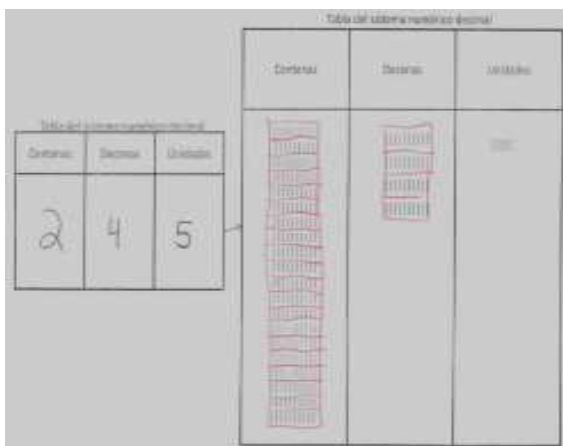 Tabla del sistema numérico decimal
Centenas Decenas Unidades
Tabla del sistema numérico decimal
Centenas Decenas Unidades
2 4 5